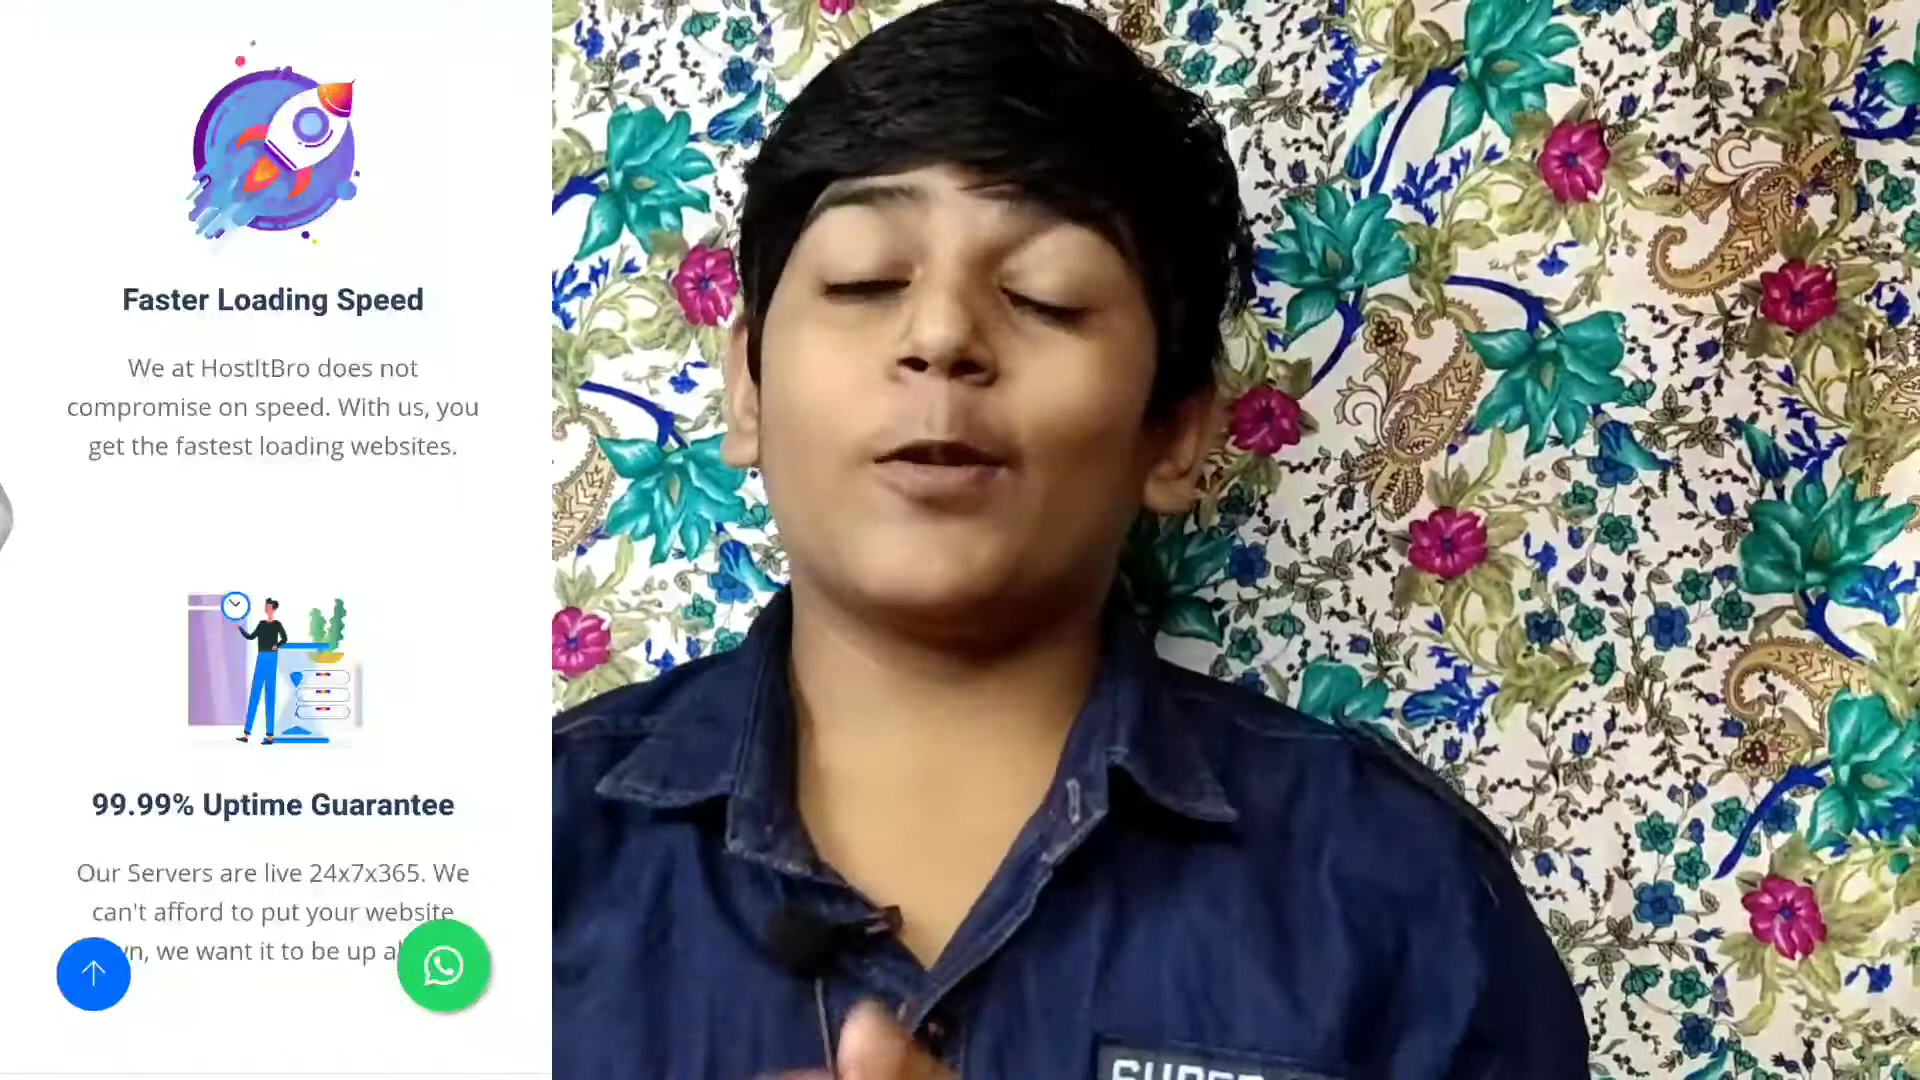 Faster Loading Speed
We at HostItBro does not
compromise on speed. With us, you
get the fastest loading websites.
99.99% Uptime Guarantee
Our Servers are live 24x7x365. We
can't afford to put your website
we want it to be up